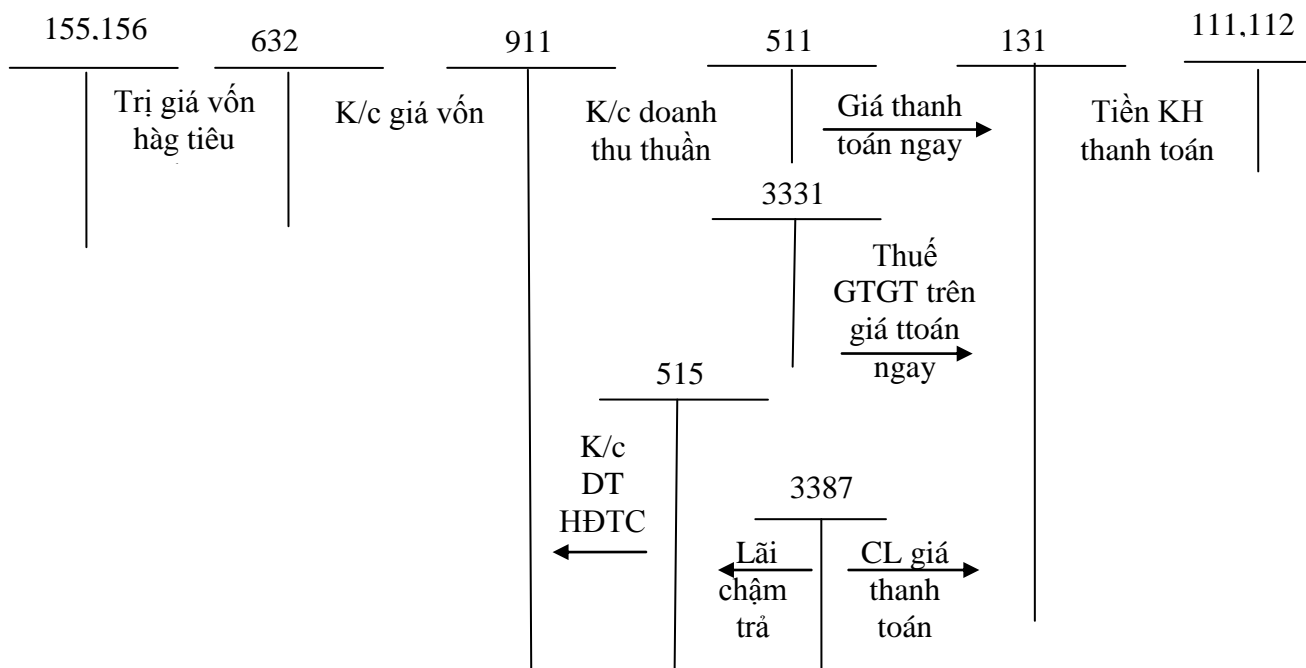 155,156
632
911
511
131
111,112
Trị giá vốn
hàg tiêu
K/c giá vốn
K/c doanh
thu thuần
Giá thanh
toán ngay
Tiền KH
thanh toán
3331
Thuế
GTGT trên
giá ttoán
ngay
515
K/c
DT
HĐTC
3387
Lãi
chậm
trả
CL giá
thanh
toán